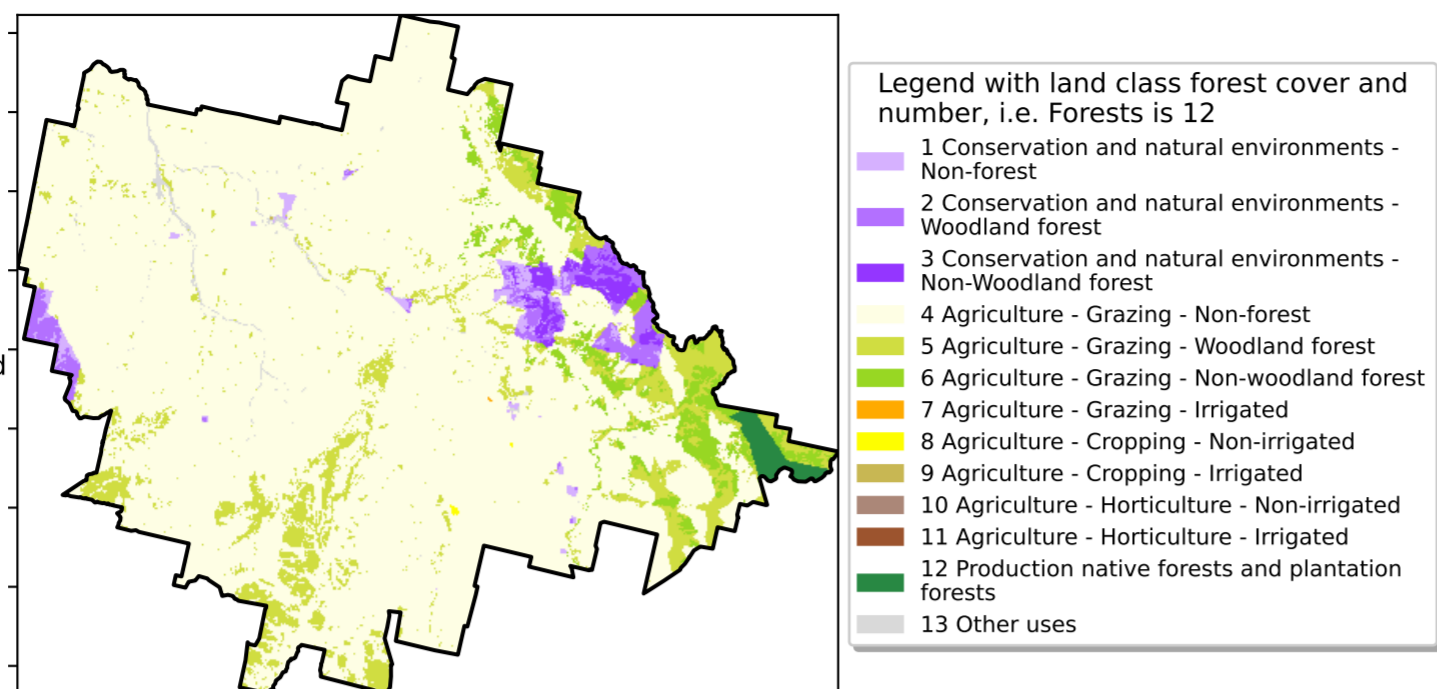 Legend with land class forest cover and
number, i.e. Forests is 12
1 Conservation and natural environments -
Non-forest
2 Conservation and natural environments -
Woodland forest
3 Conservation and natural environments -
Non-Woodland forest
4 Agriculture - Grazing - Non-forest
5 Agriculture - Grazing - Woodland forest
6 Agriculture - Grazing - Non-woodland forest
7 Agriculture - Grazing - Irrigated
8 Agriculture - Cropping - Non-irrigated
9 Agriculture - Cropping - Irrigated
10 Agriculture - Horticulture - Non-irrigated
11 Agriculture - Horticulture - Irrigated
12 Production native forests and plantation
forests
13 Other uses